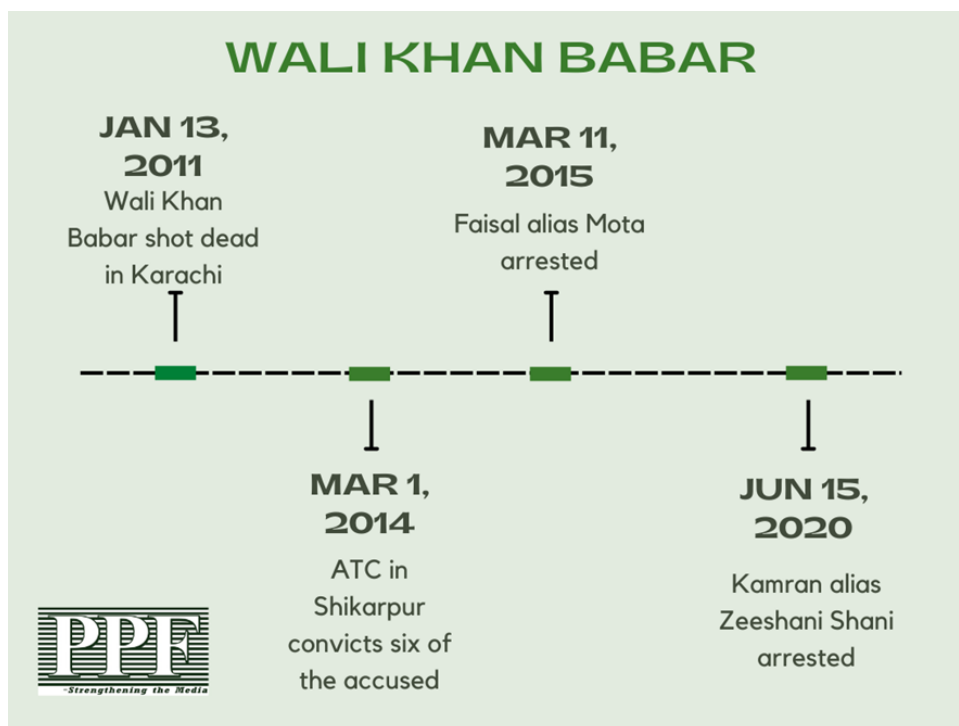 WALI KHAN BABAR
JAN 13,
2011
Wali Khan
Babar shot dead
in Karachi
MAR 1,
2014
ATC in
Shikarpur
convicts six of
the accused
MAR 11,
2015
Faisal alias Mota
arrested
JUN 15,
2020
Kamran alias
Zeeshani Shani
arrested
PPF
-Strengthening the Media